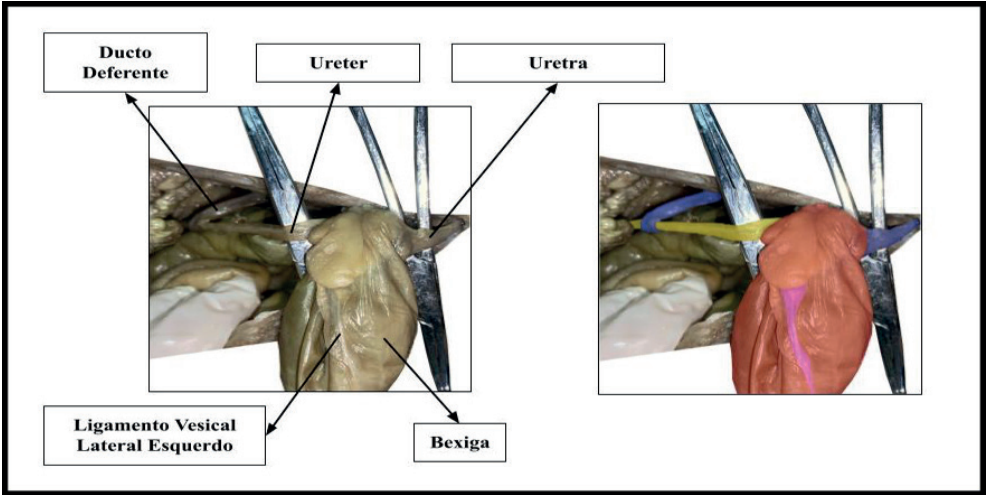 Ducto
Deferente
Ureter
Uretra
Ligamento Vesical
Lateral Esquerdo
Bexiga